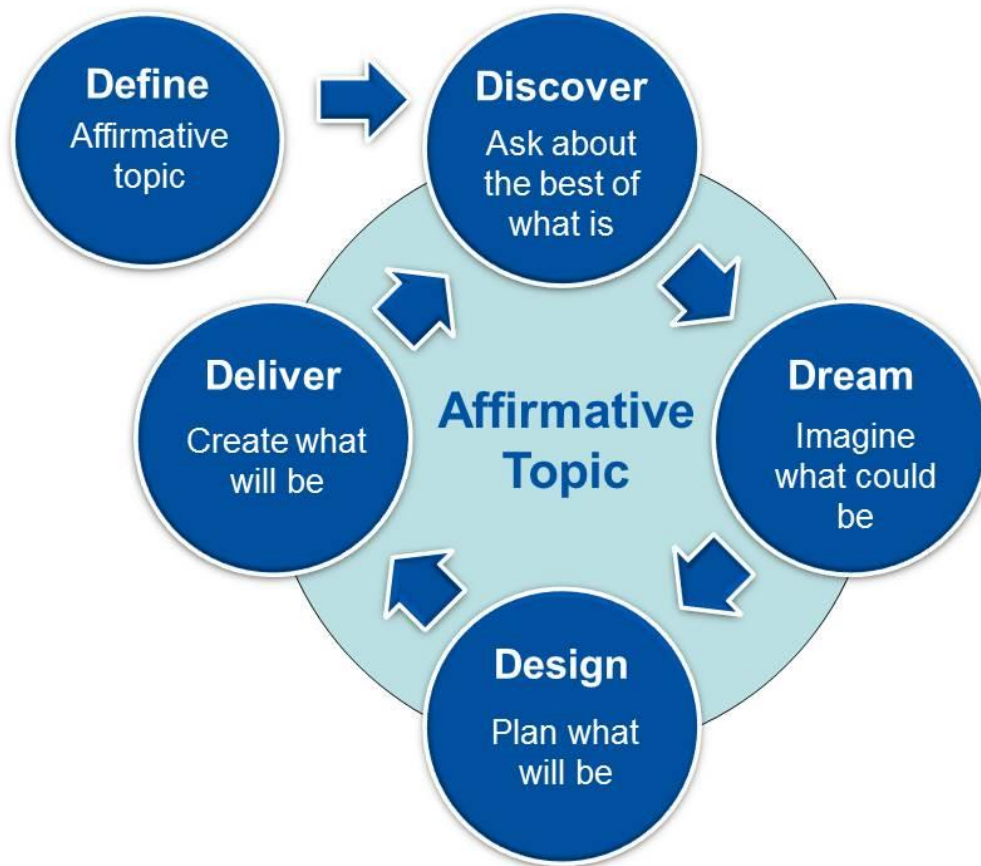 Define
Affirmative
topic
Discover
Ask about
the best of
what is
Deliver
Create what
will be
Affirmative
Topic
Dream
Imagine
what could
be
Design
Plan what
will be